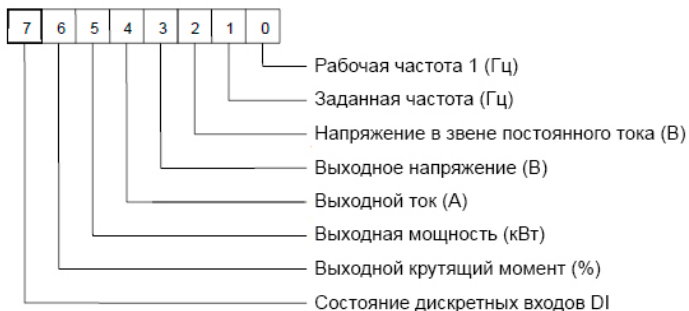 7 6 5 4 3 2 1 0
Рабочая частота 1 (Гц)
Заданная частота (Гц)
Напряжение в звене постоянного тока (В)
Выходное напряжение (В)
Выходной ток (А)
Выходная мощность (кВт)
Выходной крутящий момент (%)
Состояние дискретных входов DI